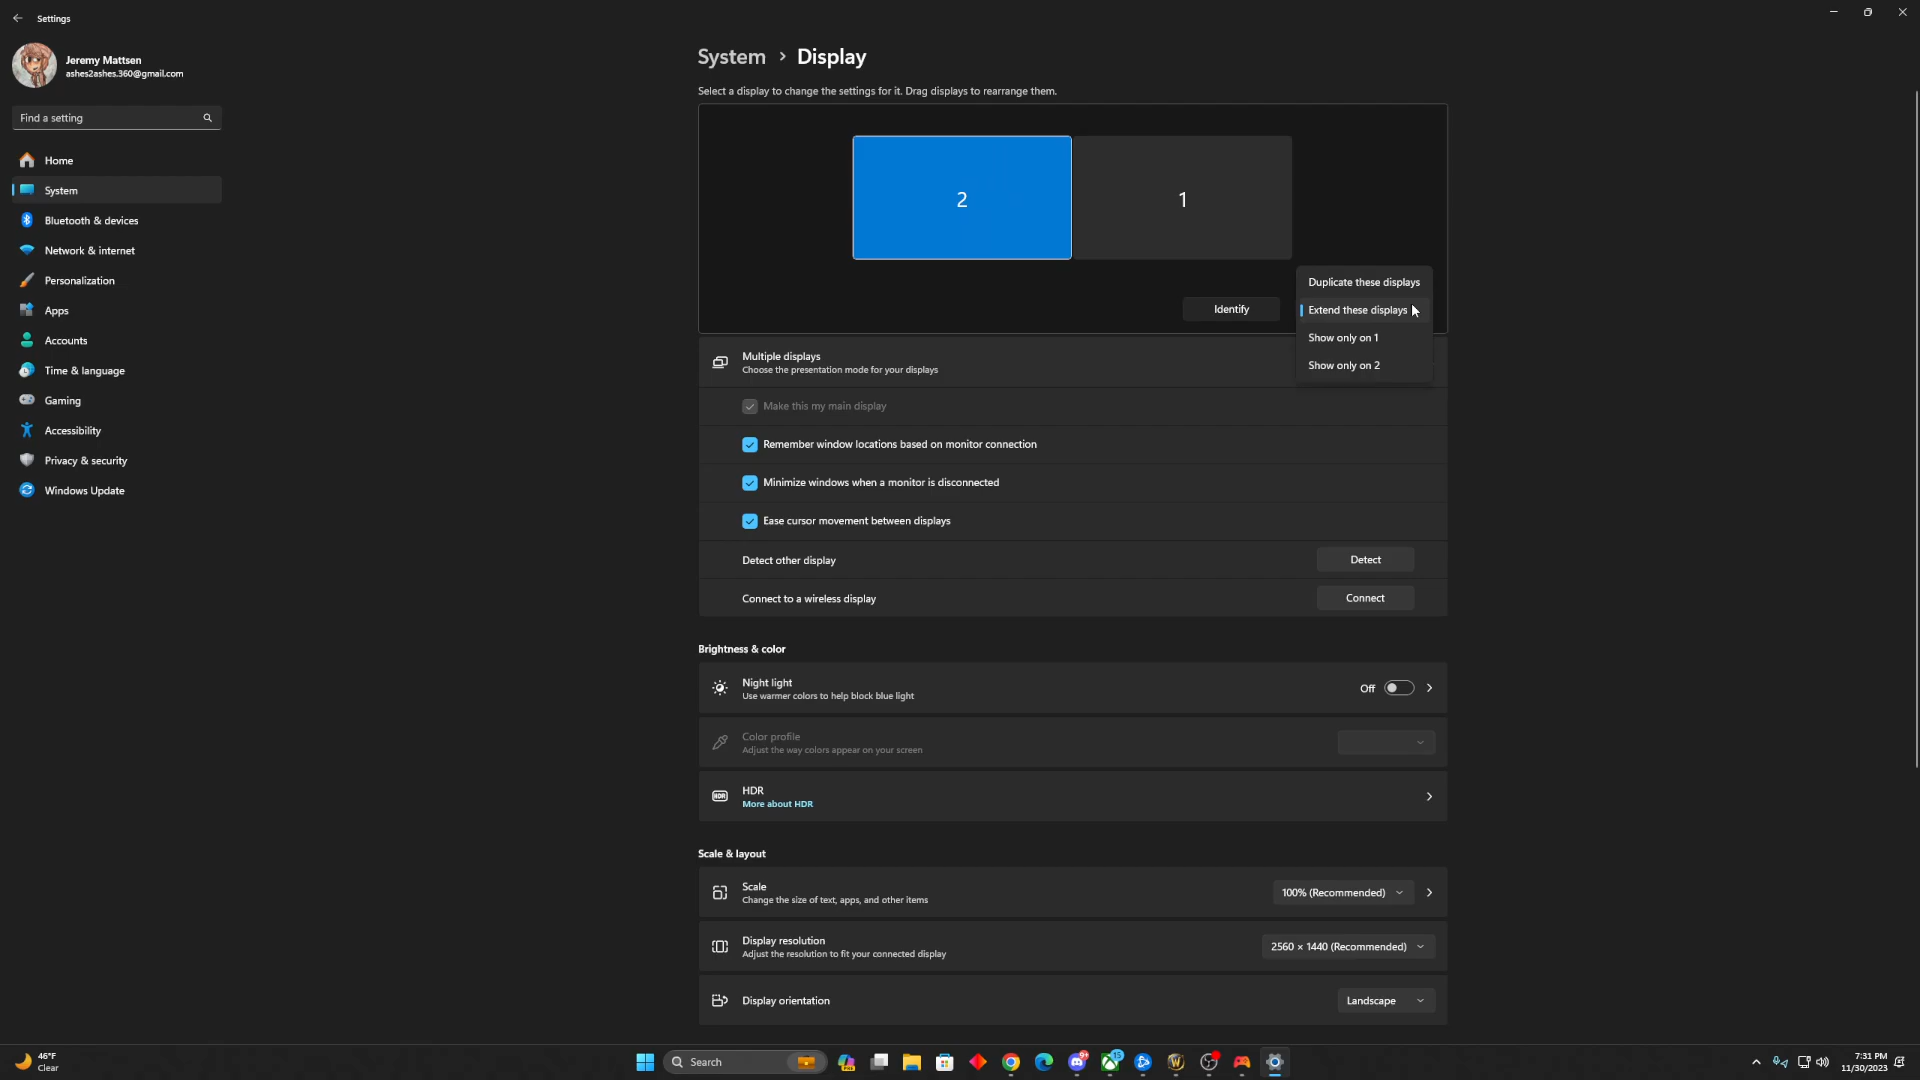 Settings
Jeremy Mattsen
ashes2ashes.360@gmail.com
Find a setting
Home
System
Bluetooth & devices
Network & internet
Personalization
Apps
Accounts
Time & language
Gaming
Accessibility
Privacy & security
Windows Update
System > Display
Select a display to change the settings for it. Drag displays to rearrange them.
2
1
Identify
Duplicate these displays
Extend these displays
Show only on 1
Show only on 2
Multiple displays
Choose the presentation mode for your displays
Make this my main display
Remember window locations based on monitor connection
Minimize windows when a monitor is disconnected
Ease cursor movement between displays
Detect other display
Detect
Connect to a wireless display
Connect
Brightness & color
Night light
Use warmer colors to help block blue light
Off
Color profile
Adjust the way colors appear on your screen
HDR
HDR
More about HDR
Scale & layout
Scale
Change the size of text, apps, and other items
100% (Recommended)
Display resolution
Adjust the resolution to fit your connected display
2560 × 1440 (Recommended)
Display orientation
Landscape
46°F
Clear
Search
PRE
9+
15
7:31 PM
11/30/2023